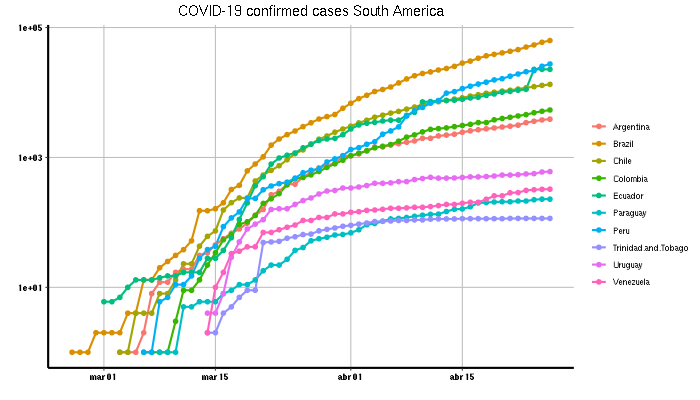 COVID-19 confirmed cases South America
1e+05
1e+03
1e+01
mar 01
mar 15
abr 01
abr 15
Argentina
Brazil
Chile
Colombia
Ecuador
Paraguay
Peru
Trinidad.and.Tobago
Uruguay
Venezuela